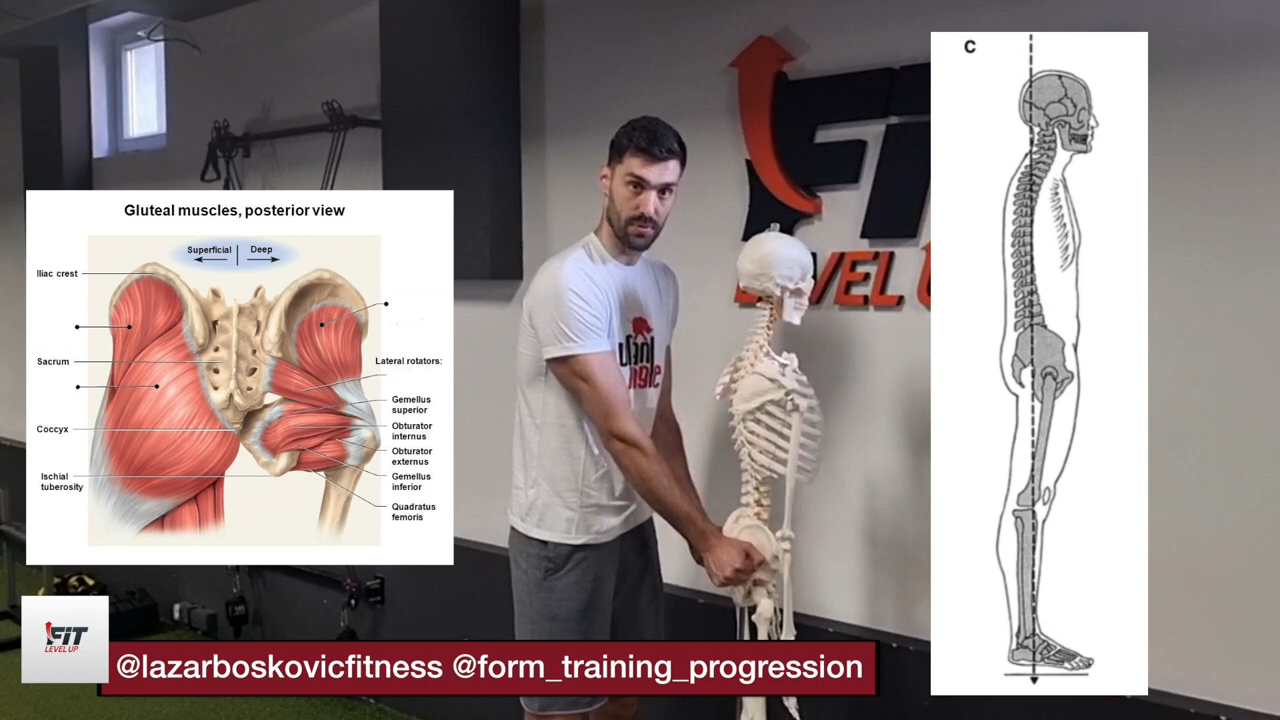 Gluteal muscles, posterior view
Superficial
Deep
Iliac crest
Sacrum
Coccyx
Ischial
tuberosity
Lateral rotators:
Gemellus
superior
Obturator
internus
Obturator
externus
Gemellus
inferior
Quadratus
femoris
FIT
LEVEL
C
FIT
LEVEL UP
@lazarboskovicfitness @form_training_progression